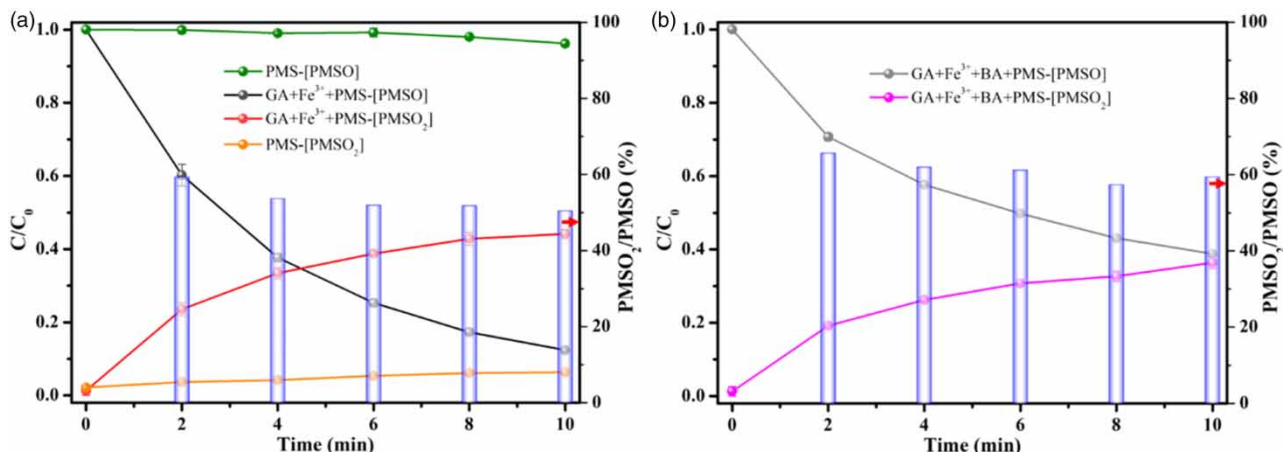 (a)
C/C₀
1.0
0.8
0.6
0.4
0.2
0.0
PMS-[PMSO]
GA+Fe³⁺+PMS-[PMSO]
GA+Fe³⁺+PMS-[PMSO₂]
PMS-[PMSO₂]
100
80
60
40
20
0
PMSO₂/PMSO (%)
0 2 4 6 8 10
Time (min)
(b)
C/C₀
1.0
0.8
0.6
0.4
0.2
0.0
GA+Fe³⁺+BA+PMS-[PMSO]
GA+Fe³⁺+BA+PMS-[PMSO₂]
100
80
60
40
20
0
PMSO₂/PMSO (%)
0 2 4 6 8 10
Time (min)